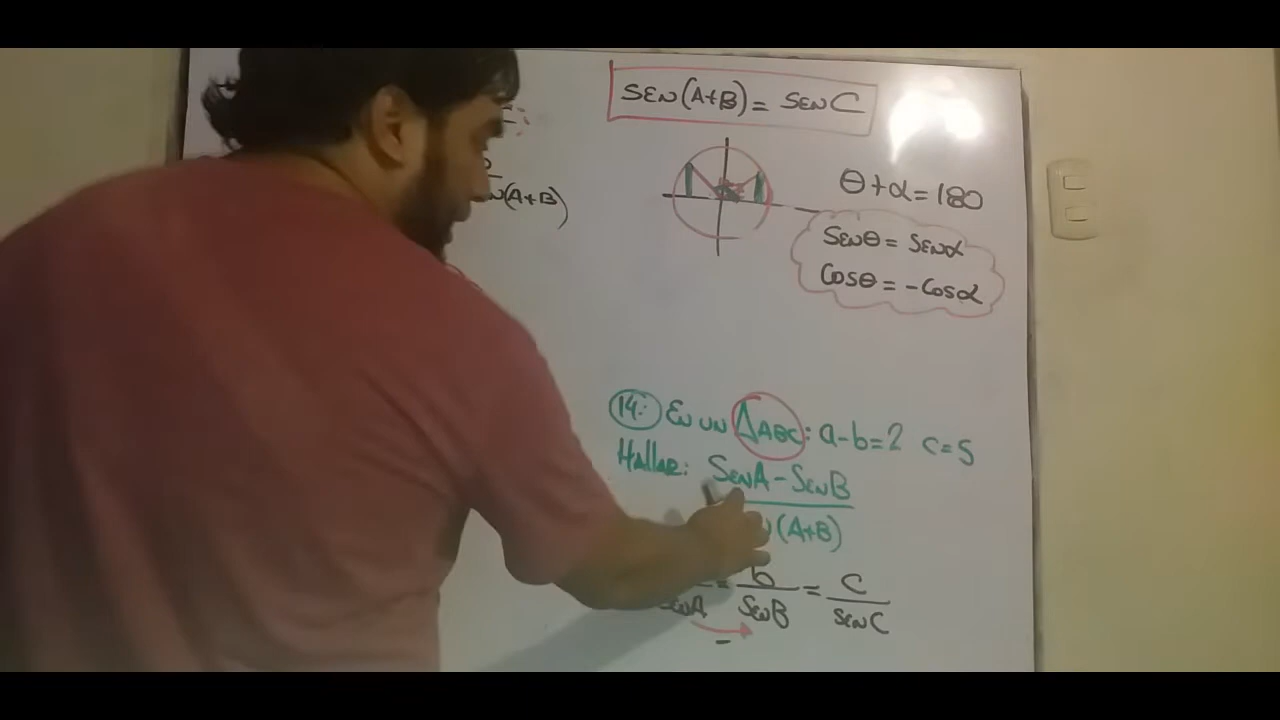 SEN(A+B) = SEN C
(A+B))
θ+α=180
SENθ = SENα
COSθ = -COSα
14: EN UN ΔABC: a-b=2 c=5
Hallar: SENA - SENB
(A+B)
b = c
SENA = SENB SENC
-